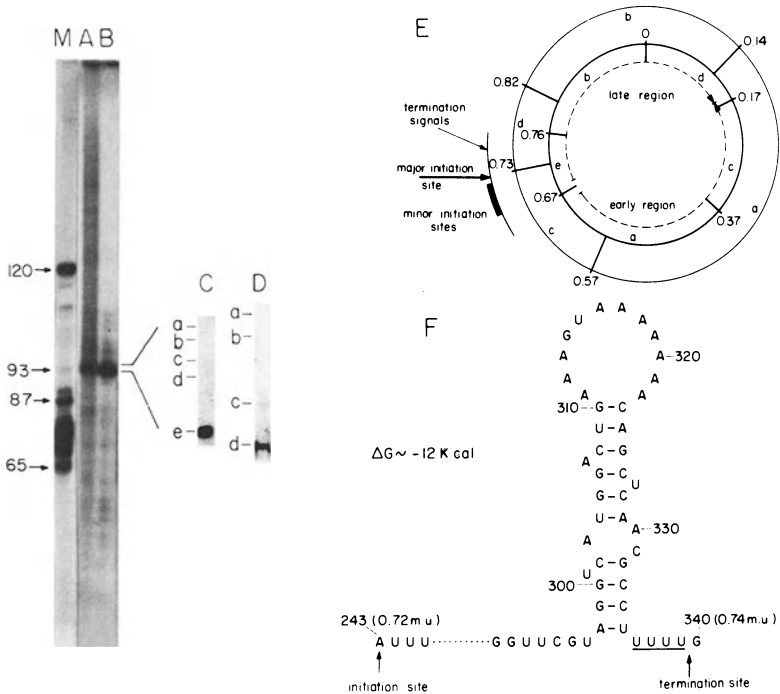 M A B
120
93
87
65
C D
a
b
c
d
e
a
b
c
d
E
b
0
0.14
d
0.17
b
late region
0.82
termination signals
d
0.76
major initiation site
0.73
e
c
0.67
minor initiation sites
early region
0.37
a
c
a
0.57
F
A A
U A
G A
A A 320
A A
A A
310 G – C
U – A
C – G
A
G – C
U
G – C
U – A
A 330
A C
C – G
U
300 G – C
G – C
243 (0.72 m.u.)
A – U
340 (0.74 m.u.)
A U U U ········· G G U U C G U U U U U G
initiation site
termination site
ΔG ~ -12 K cal